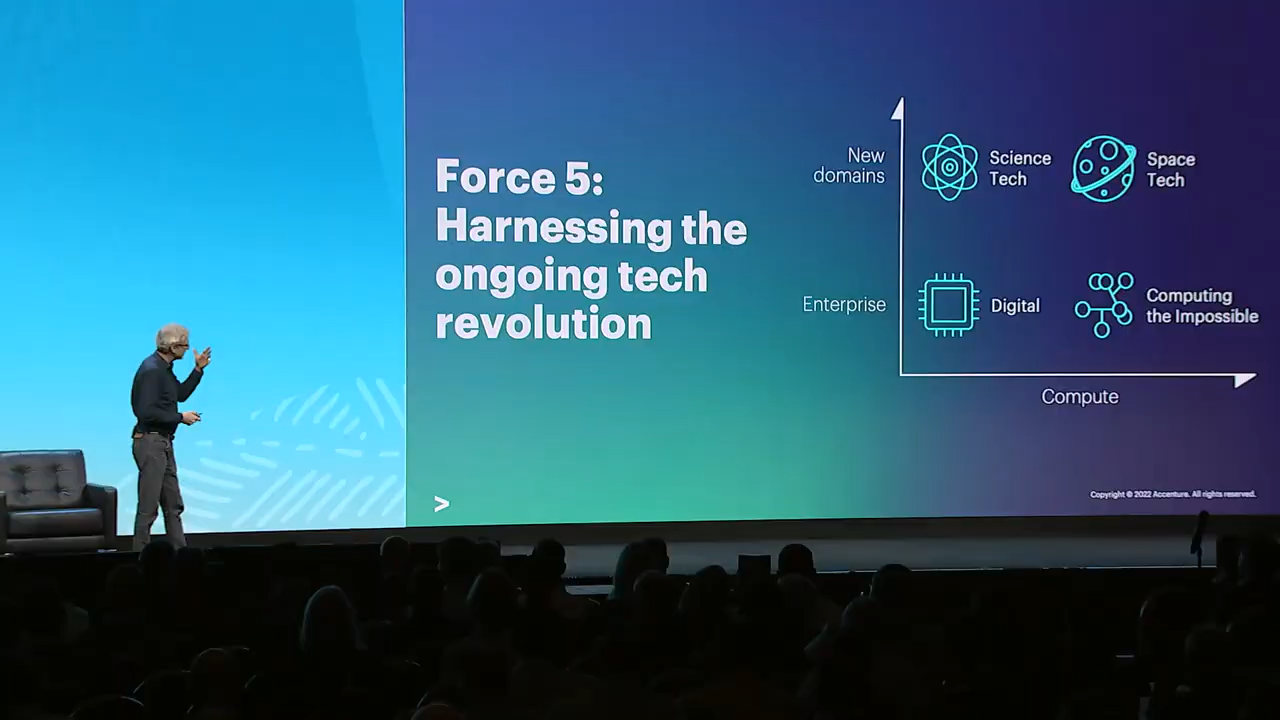 Force 5:
Harnessing the
ongoing tech
revolution
>
New
domains
Science
Tech
Space
Tech
Enterprise
Digital
Computing
the Impossible
Compute
Copyright © 2022 Accenture. All rights reserved.